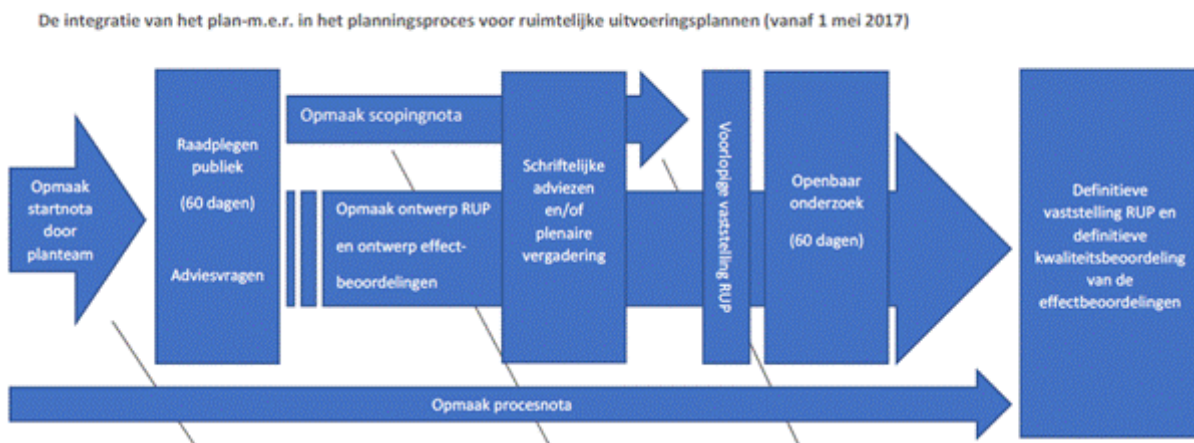 De integratie van het plan-m.e.r. in het planningsproces voor ruimtelijke uitvoeringsplannen (vanaf 1 mei 2017)
Opmaak
startnota
door
planteam
Raadplegen
publiek
(60 dagen)
Adviesvragen
Opmaak scopingnota
Opmaak ontwerp RUP
en ontwerp effect-
beoordelingen
Schriftelijke
adviezen
en/of
plenaire
vergadering
Voorlopige vaststelling RUP
Openbaar
onderzoek
(60 dagen)
Definitieve
vaststelling RUP en
definitieve
kwaliteitsbeoordeling
van de
effectbeoordelingen
Opmaak procesnota